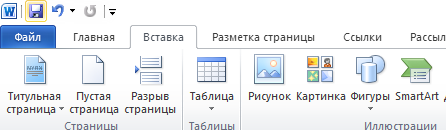 Файл Главная Вставка Разметка страницы Ссылки Рассыл
Титульная страница Пустая страница Разрыв страницы Таблица Рисунок Картинка Фигуры SmartArt
Страницы Таблицы Иллюстрации